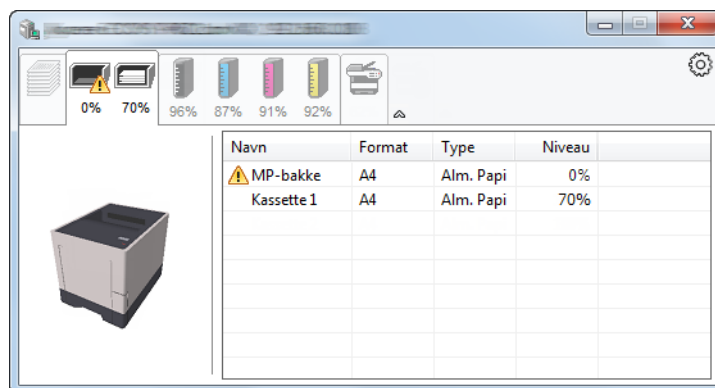 0% 70% 96% 87% 91% 92%
Navn Format Type Niveau
MP-bakke A4 Alm. Papi 0%
Kassette 1 A4 Alm. Papi 70%